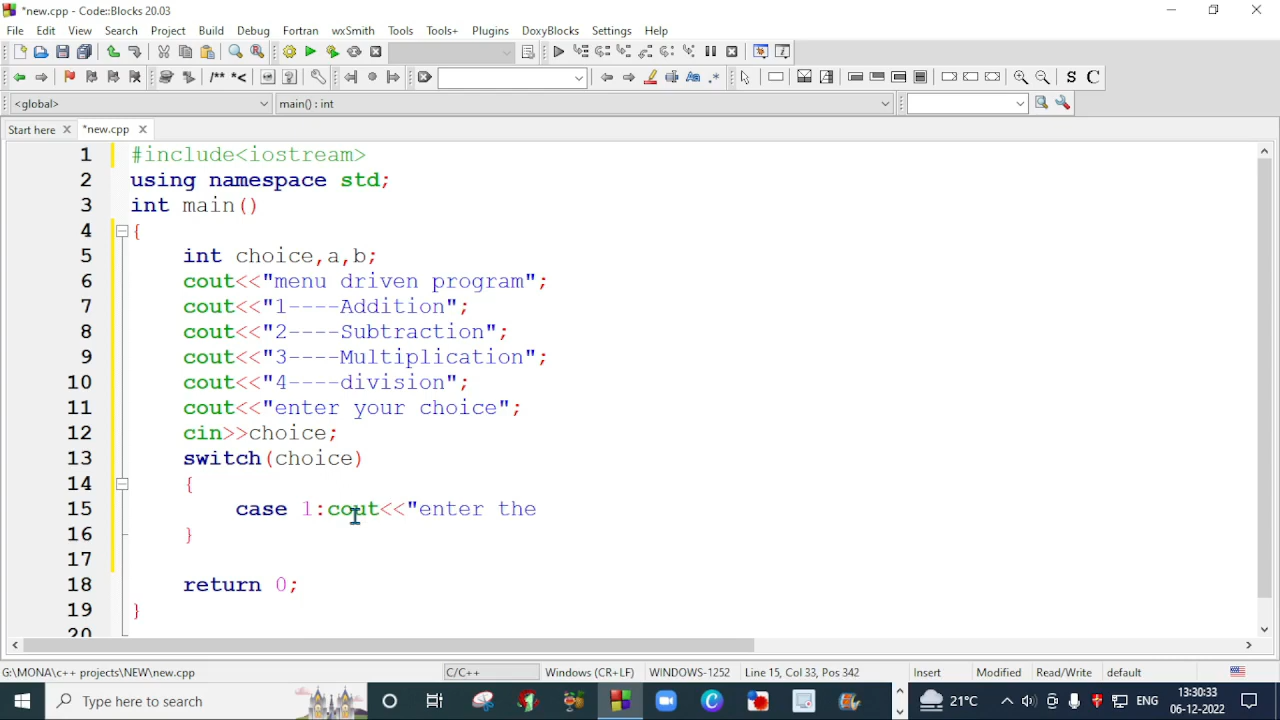 *new.cpp - Code::Blocks 20.03
File Edit View Search Project Build Debug Fortran wxSmith Tools Tools+ Plugins DoxyBlocks Settings Help
/** *<
.*
S C
<global> main() : int
Start here *new.cpp
1 #include<iostream>
2 using namespace std;
3 int main()
4 {
5 int choice,a,b;
6 cout<<"menu driven program";
7 cout<<"1----Addition";
8 cout<<"2----Subtraction";
9 cout<<"3----Multiplication";
10 cout<<"4----division";
11 cout<<"enter your choice";
12 cin>>choice;
13 switch(choice)
14 {
15 case 1:cout<<"enter the
16 }
17
18 return 0;
19 }
20
G:\MONA\c++ projects\NEW\new.cpp C/C++ Windows (CR+LF) WINDOWS-1252 Line 15, Col 33, Pos 342 Insert Modified Read/Write default
Type here to search 21°C ENG 13:30:33
06-12-2022